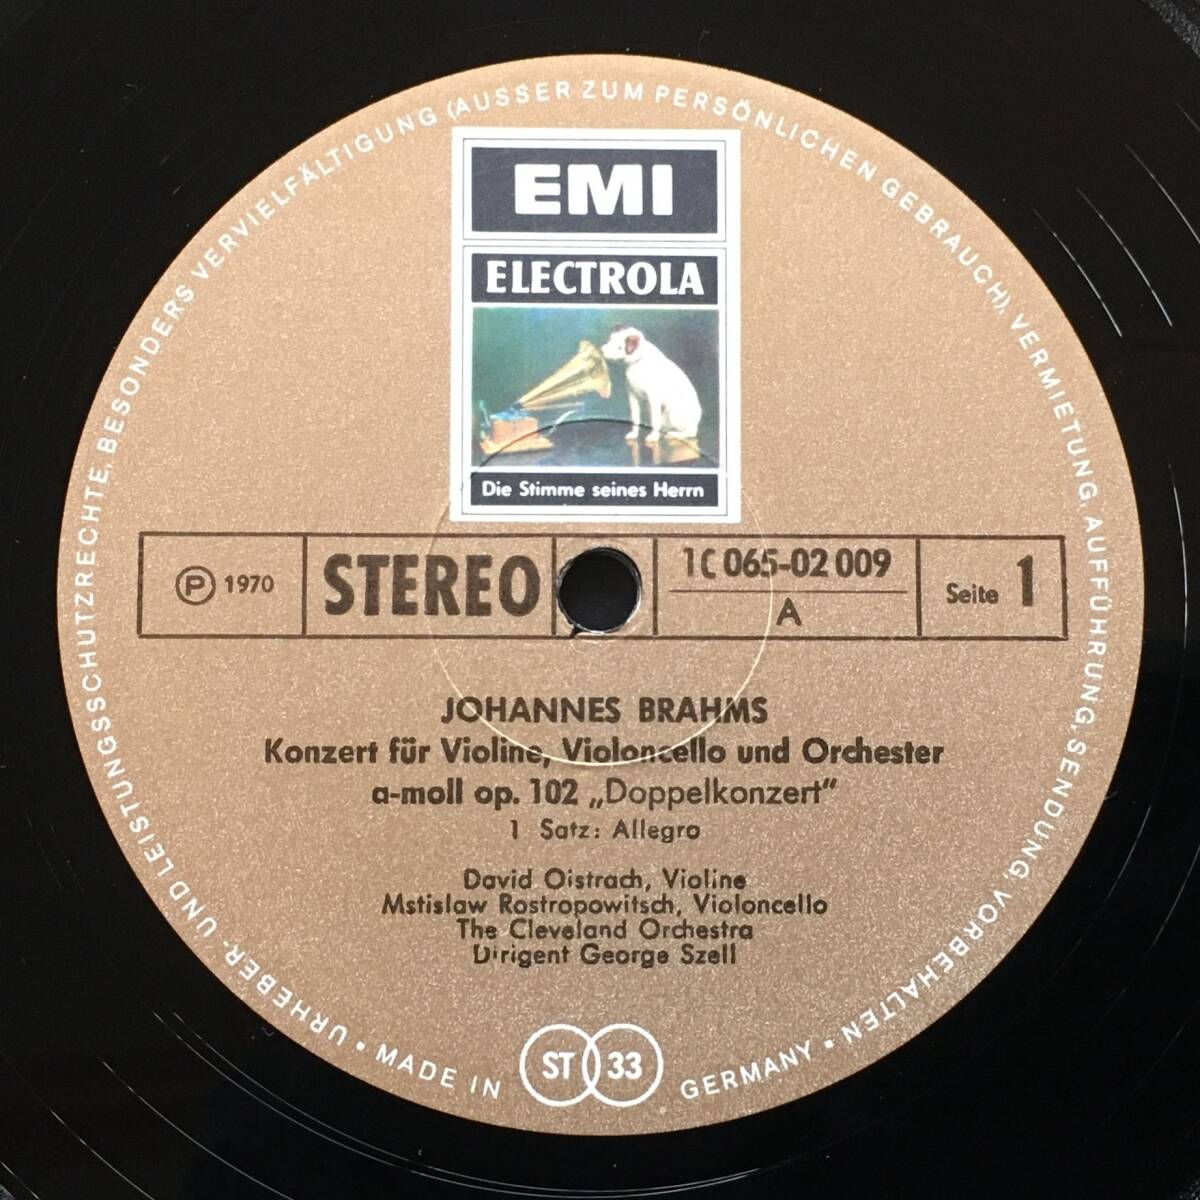 EMI
ELECTROLA
Die Stimme seines Herrn
Ⓟ 1970
STEREO
1C 065-02 009
A
Seite 1
JOHANNES BRAHMS
Konzert für Violine, Violoncello und Orchester
a-moll op. 102 „Doppelkonzert“
1 Satz: Allegro
David Oistrach, Violine
Mstislaw Rostropowitsch, Violoncello
The Cleveland Orchestra
Dirigent George Szell
URHEBER- UND LEISTUNGSSCHUTZRECHTE, BESONDERS VERVIELFÄLTIGUNG (AUSSER ZUM PERSÖNLICHEN GEBRAUCH), VERMIETUNG, AUFFÜHRUNG, SENDUNG, VORBEHALTEN •
• MADE IN GERMANY
ST 33